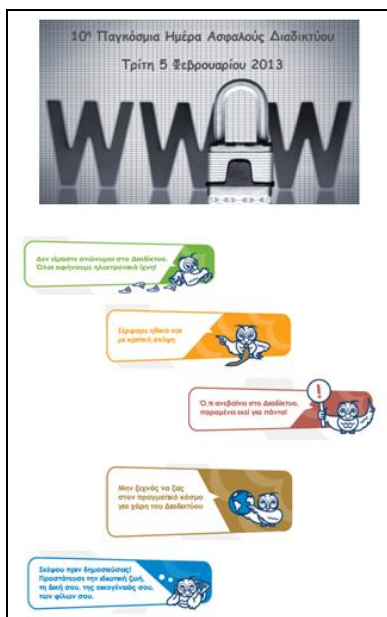 10η Παγκόσμια Ημέρα Ασφαλούς Διαδικτύου
Τρίτη 5 Φεβρουαρίου 2013
WWW
Δεν είμαστε ανώνυμοι στο Διαδίκτυο.
Όλοι αφήνουμε ηλεκτρονικά ίχνη!
Σέρφαρε ηθικά και
με κριτική σκέψη
!
Ό,τι ανεβαίνει στο Διαδίκτυο,
παραμένει εκεί για πάντα!
Μην ξεχνάς να ζεις
στον πραγματικό κόσμο
για χάρη του Διαδικτύου
Σκέψου πριν δημοσιεύσεις!
Προστάτευσε την ιδιωτική ζωή,
τη δική σου, της οικογένειάς σου,
των φίλων σου.